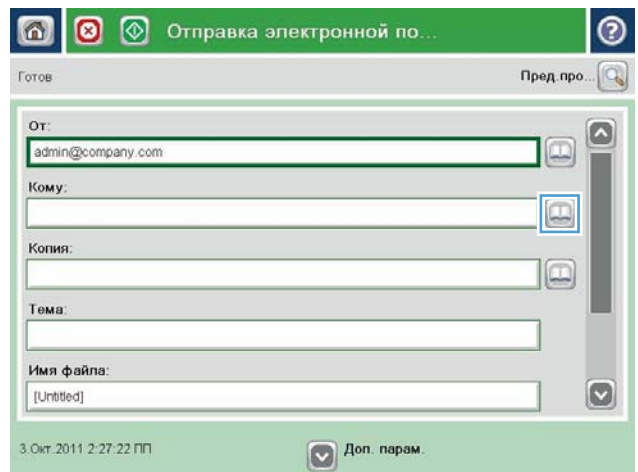 Отправка электронной по...
Готов
Пред.про...
От:
admin@company.com
Кому:
Копия:
Тема:
Имя файла:
[Untitled]
3.Окт.2011 2:27:22 ПП
Доп. парам.